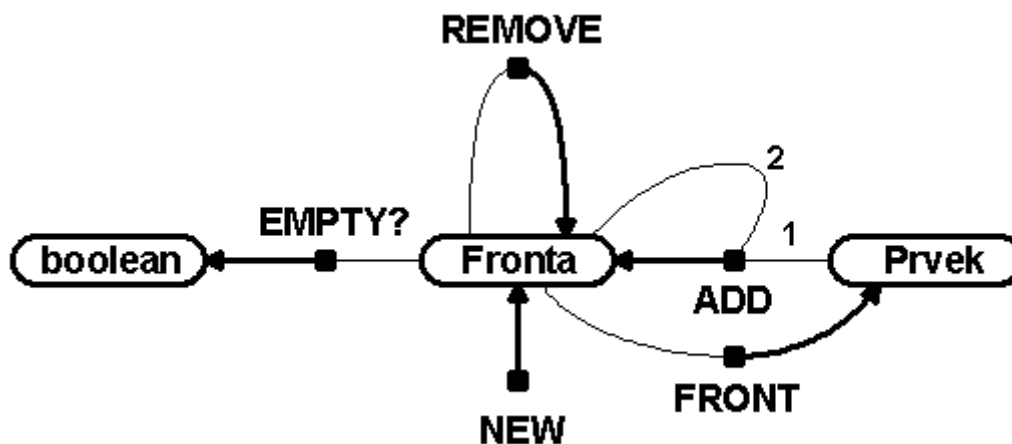 REMOVE
2
EMPTY?
1
boolean
Fronta
Prvek
ADD
FRONT
NEW